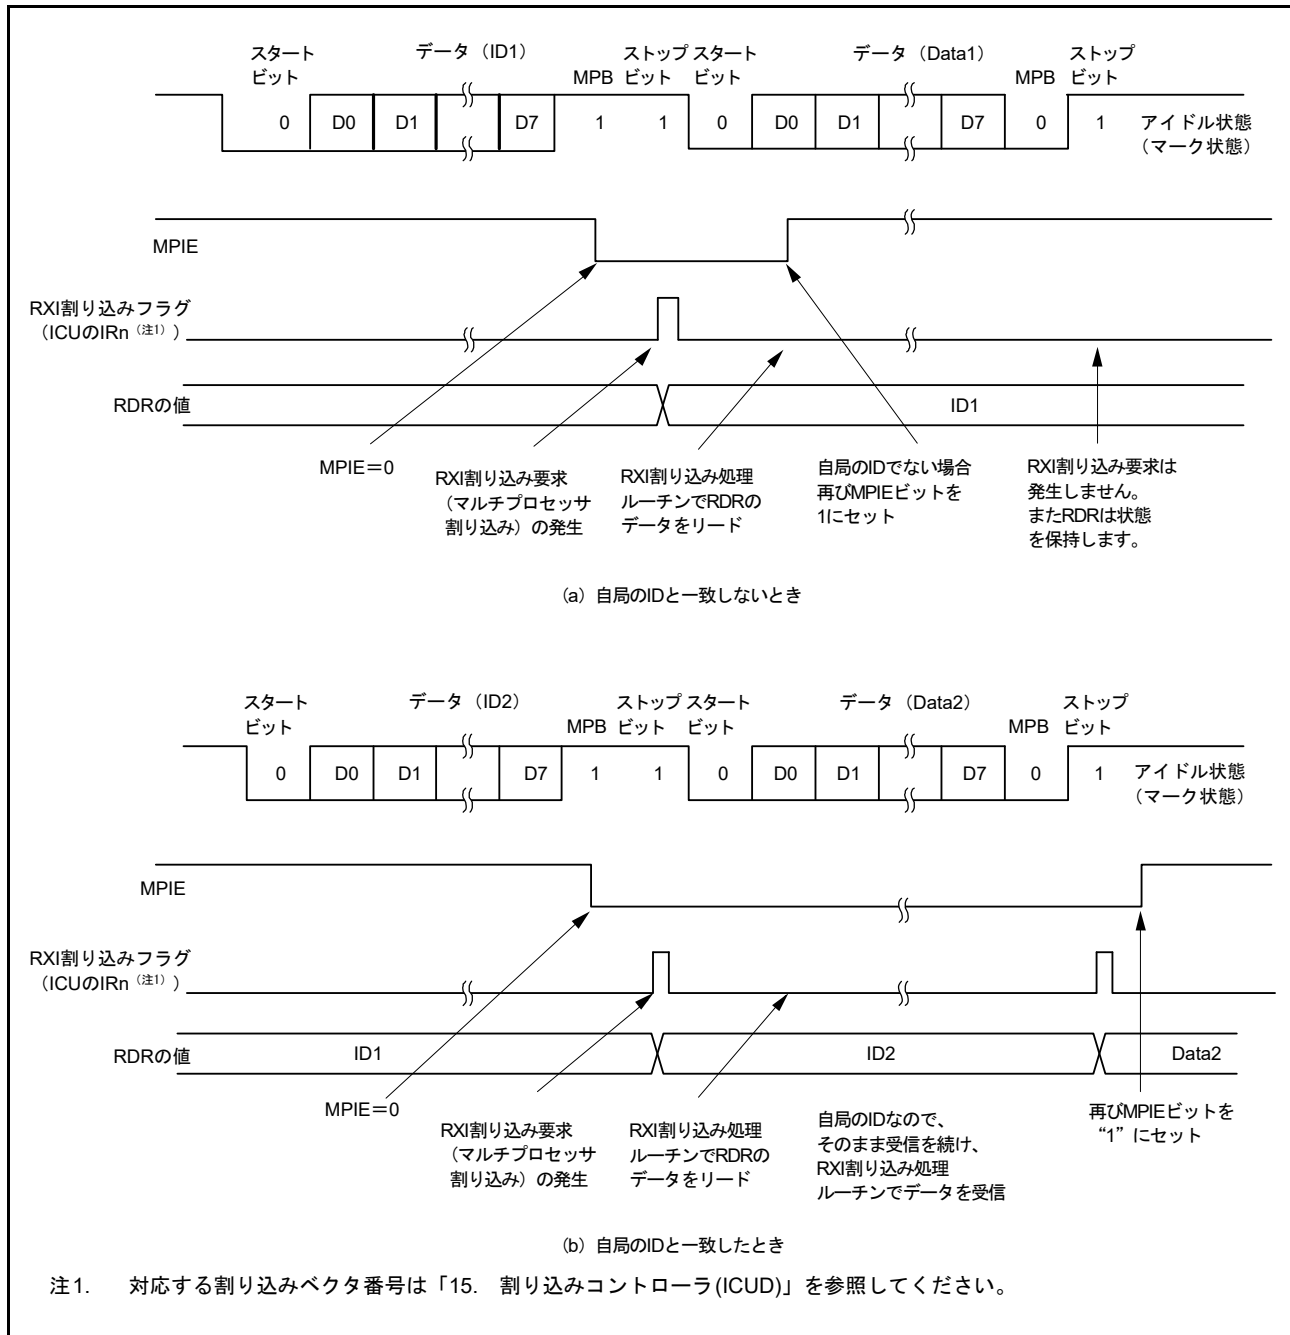 スタート
ビット
データ（ID1）
MPB
ストップ
ビット
スタート
ビット
データ（Data1）
MPB
ストップ
ビット
0 D0 D1 D7 1 1 0 D0 D1 D7 0 1
アイドル状態
（マーク状態）
MPIE
RXI割り込みフラグ
（ICUのIRn（注1））
RDRの値
ID1
MPIE＝0
RXI割り込み要求
（マルチプロセッサ
割り込み）の発生
RXI割り込み処理
ルーチンでRDRの
データをリード
自局のIDでない場合
再びMPIEビットを
1にセット
RXI割り込み要求は
発生しません。
またRDRは状態
を保持します。
(a) 自局のIDと一致しないとき
スタート
ビット
データ（ID2）
MPB
ストップ
ビット
スタート
ビット
データ（Data2）
MPB
ストップ
ビット
0 D0 D1 D7 1 1 0 D0 D1 D7 0 1
アイドル状態
（マーク状態）
MPIE
RXI割り込みフラグ
（ICUのIRn（注1））
RDRの値
ID1
ID2
Data2
MPIE＝0
RXI割り込み要求
（マルチプロセッサ
割り込み）の発生
RXI割り込み処理
ルーチンでRDRの
データをリード
自局のIDなので、
そのまま受信を続け、
RXI割り込み処理
ルーチンでデータを受信
再びMPIEビットを
“1”にセット
(b) 自局のIDと一致したとき
注1. 対応する割り込みベクタ番号は「15. 割り込みコントローラ(ICUD)」を参照してください。